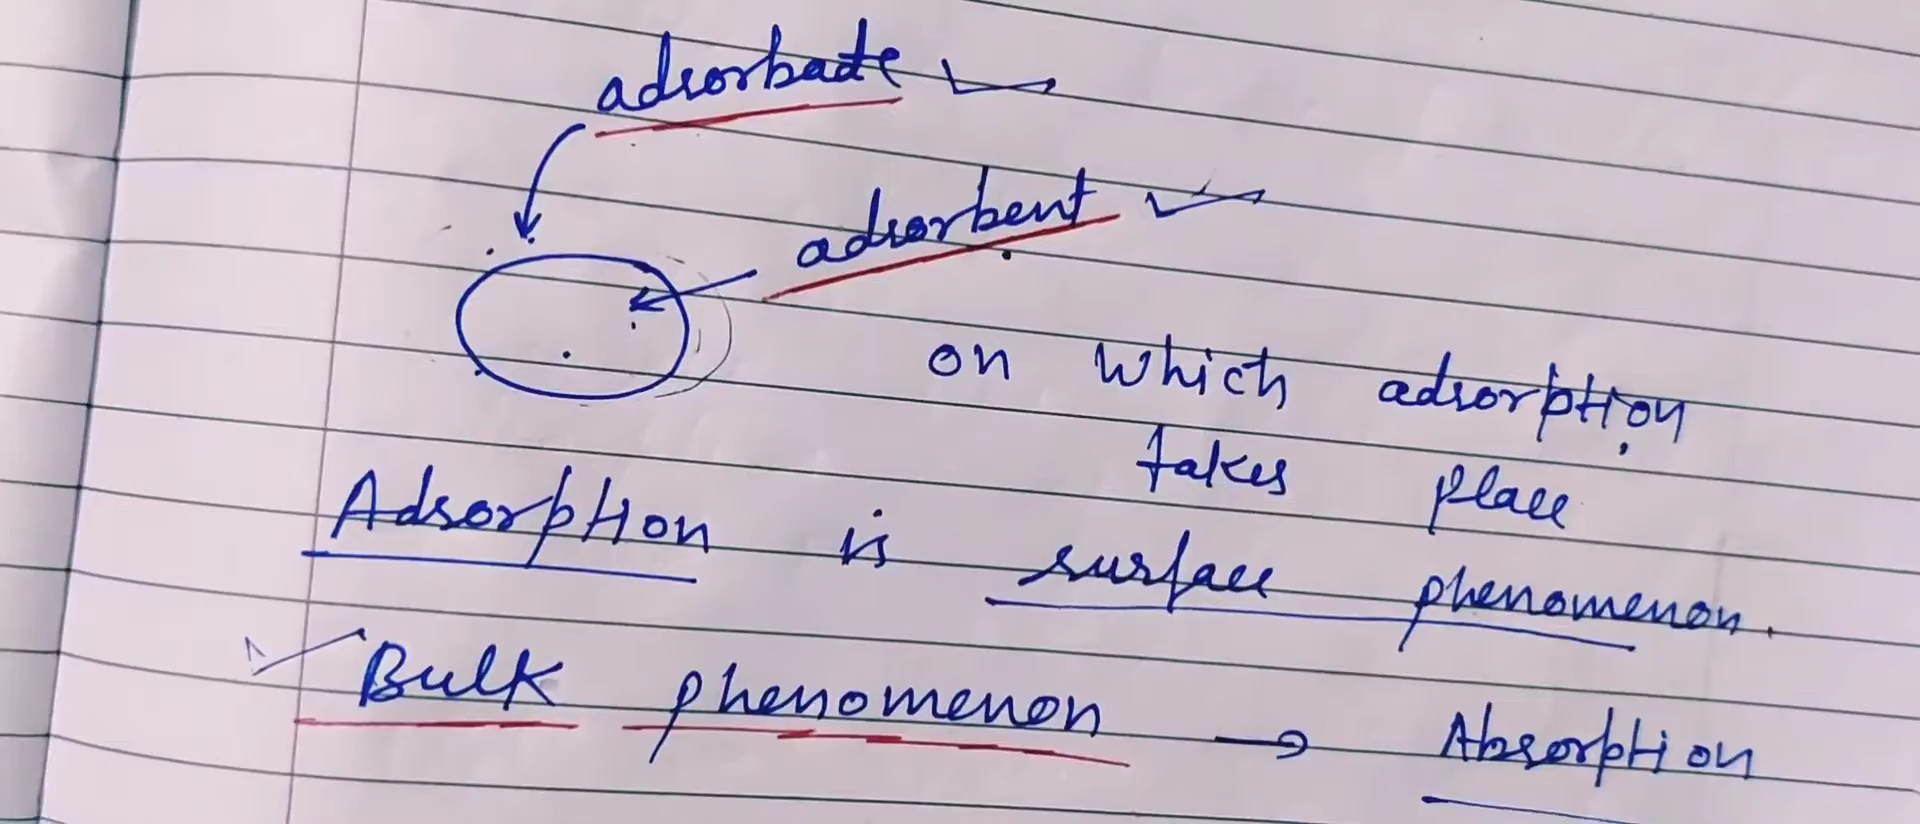 adsorbate
adsorbent
on which adsorption
takes place
Adsorption is surface phenomenon.
Bulk phenomenon → Absorption